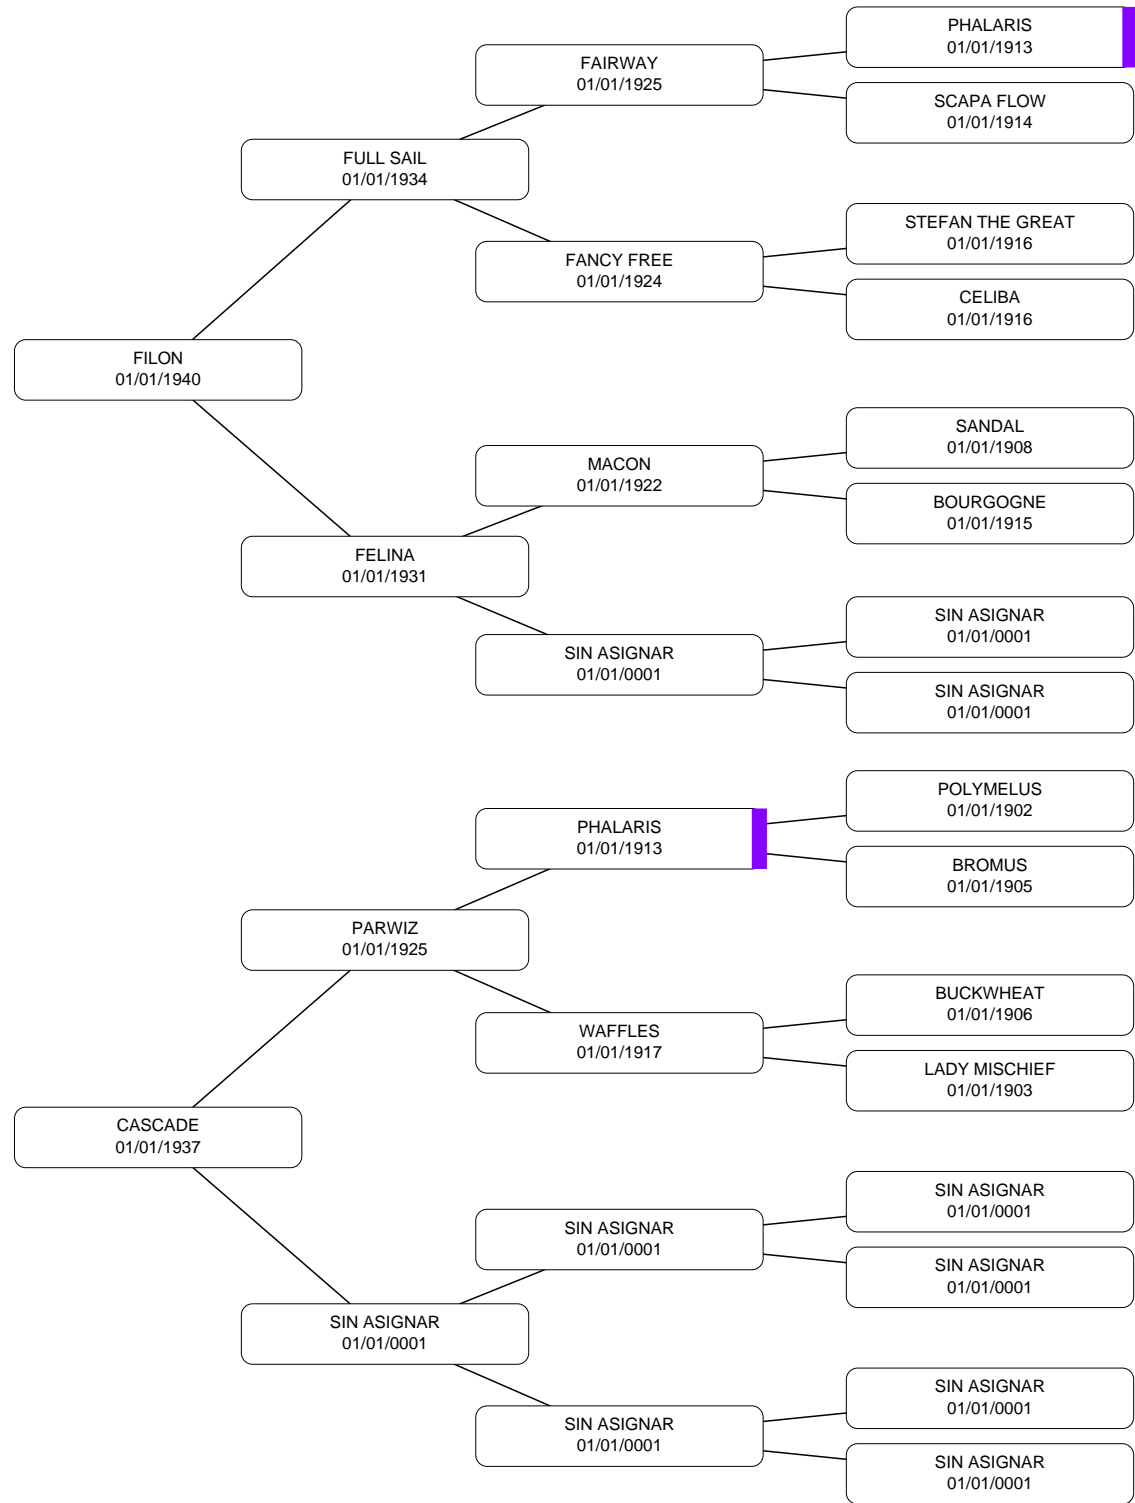 PHALARIS
01/01/1913
FAIRWAY
01/01/1925
SCAPA FLOW
01/01/1914
FULL SAIL
01/01/1934
STEFAN THE GREAT
01/01/1916
FANCY FREE
01/01/1924
CELIBA
01/01/1916
FILON
01/01/1940
SANDAL
01/01/1908
MACON
01/01/1922
BOURGOGNE
01/01/1915
FELINA
01/01/1931
SIN ASIGNAR
01/01/0001
SIN ASIGNAR
01/01/0001
SIN ASIGNAR
01/01/0001
POLYMELUS
01/01/1902
PHALARIS
01/01/1913
BROMUS
01/01/1905
PARWIZ
01/01/1925
BUCKWHEAT
01/01/1906
WAFFLES
01/01/1917
LADY MISCHIEF
01/01/1903
CASCADE
01/01/1937
SIN ASIGNAR
01/01/0001
SIN ASIGNAR
01/01/0001
SIN ASIGNAR
01/01/0001
SIN ASIGNAR
01/01/0001
SIN ASIGNAR
01/01/0001
SIN ASIGNAR
01/01/0001
SIN ASIGNAR
01/01/0001